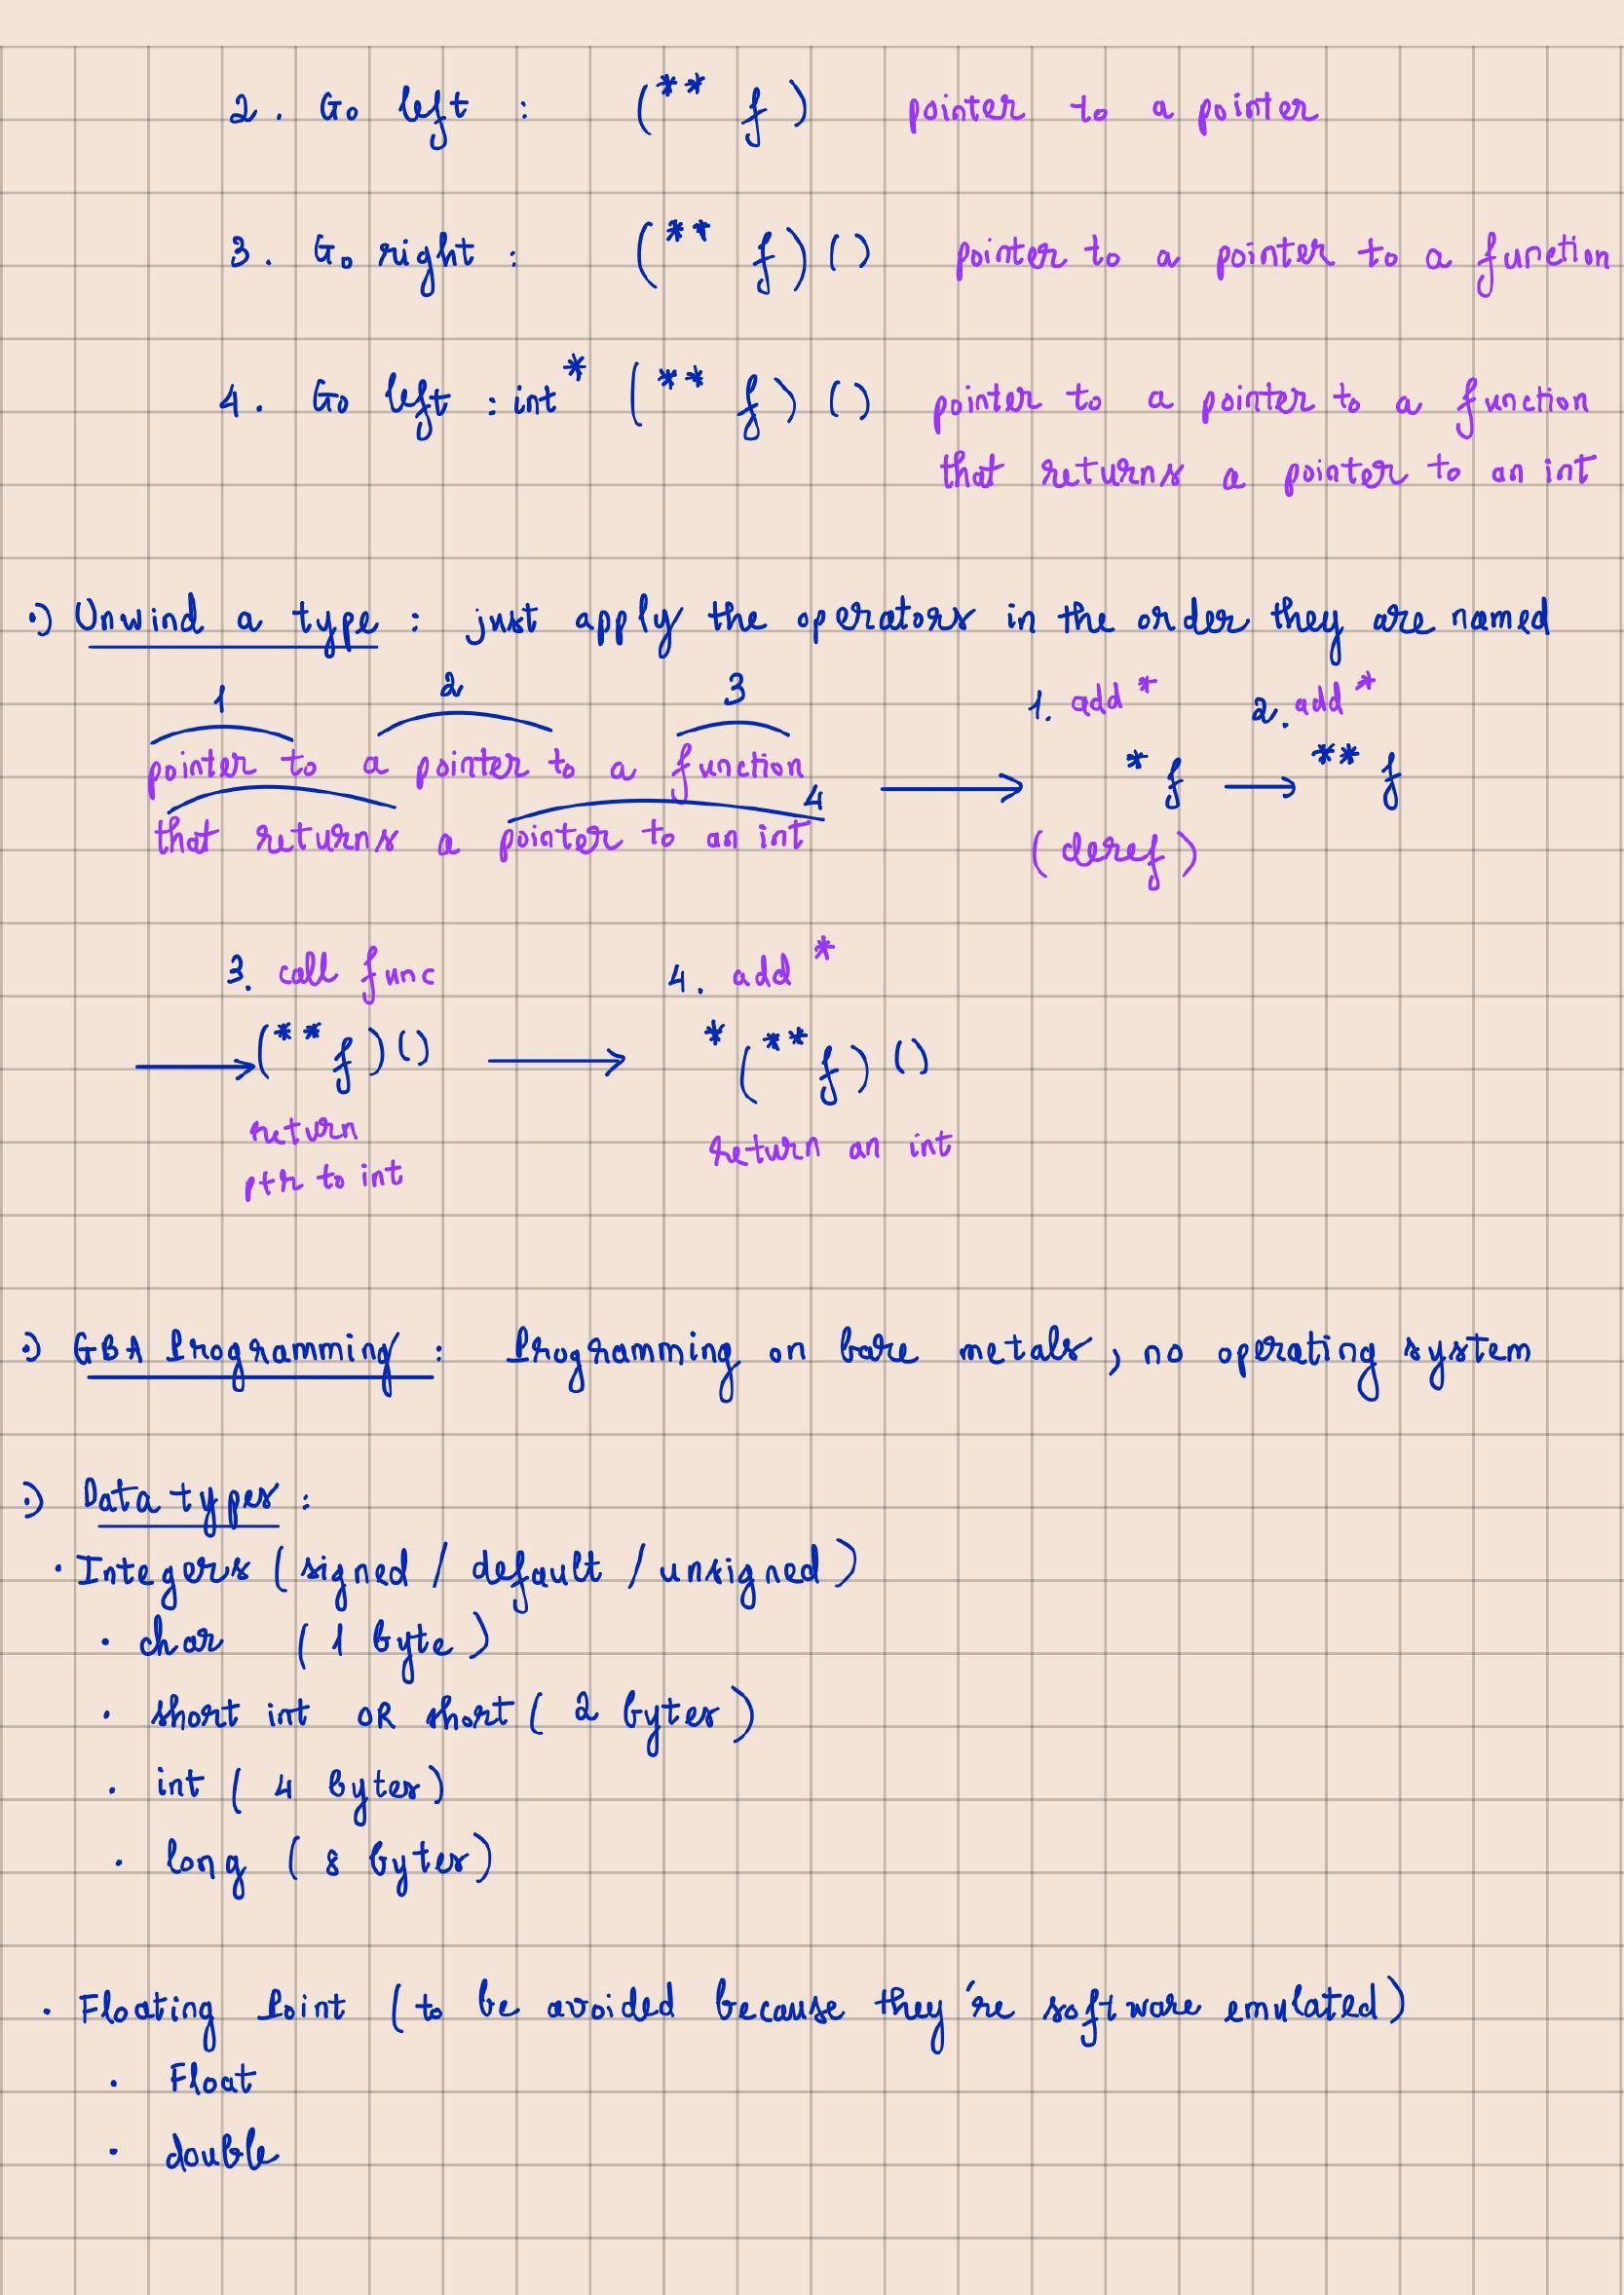 2. Go left : (** f) pointer to a pointer
3. Go right : (** f)() pointer to a pointer to a function
4. Go left : int* (** f)() pointer to a pointer to a function
that returns a pointer to an int
·) Unwind a type : just apply the operators in the order they are named
1 2 3 1. add * 2. add *
pointer to a pointer to a function → * f → ** f
4
that returns a pointer to an int (deref)
3. call func 4. add *
→ (** f)() → * (** f)()
return return an int
ptr to int
·) GBA Programming : Programming on bare metals, no operating system
·) Data types :
· Integers (signed / default / unsigned)
· char (1 byte)
· short int OR short (2 bytes)
· int (4 bytes)
· long (8 bytes)
· Floating Point (to be avoided because they're software emulated)
· Float
· double